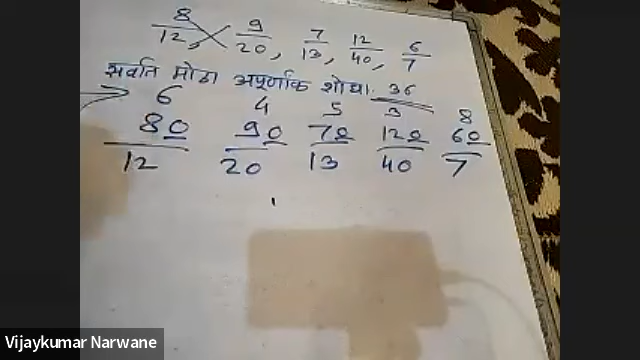 8/12, 9/20, 7/13, 12/40, 6/7
सर्वात मोठा अपूर्णांक शोधा. 36
6 4 5 3 8
80/12 90/20 70/13 120/40 60/7
Vijaykumar Narwane